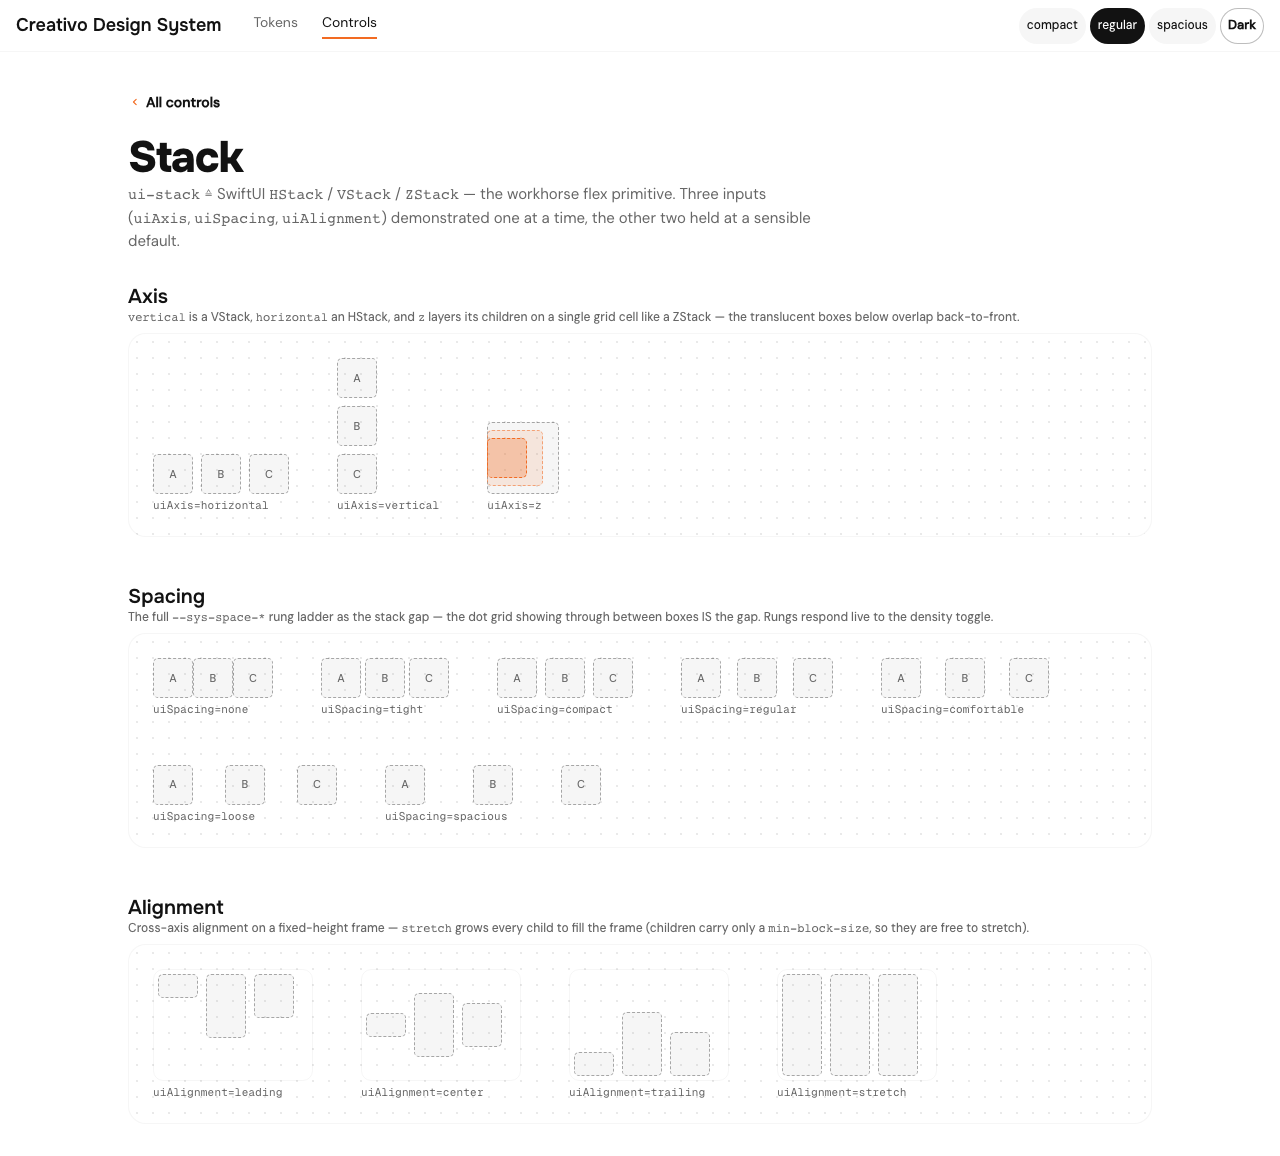 Creativo Design System
Tokens
Controls
compact
regular
spacious
Dark
‹ All controls
Stack
ui-stack ≙ SwiftUI HStack / VStack / ZStack — the workhorse flex primitive. Three inputs
(uiAxis, uiSpacing, uiAlignment) demonstrated one at a time, the other two held at a sensible
default.
Axis
vertical is a VStack, horizontal an HStack, and z layers its children on a single grid cell like a ZStack — the translucent boxes below overlap back-to-front.
A
B
A B C
C
uiAxis=horizontal
uiAxis=vertical
uiAxis=z
Spacing
The full --sys-space-* rung ladder as the stack gap — the dot grid showing through between boxes IS the gap. Rungs respond live to the density toggle.
A B C
A B C
A B C
A B C
A B C
uiSpacing=none
uiSpacing=tight
uiSpacing=compact
uiSpacing=regular
uiSpacing=comfortable
A B C
A B C
uiSpacing=loose
uiSpacing=spacious
Alignment
Cross-axis alignment on a fixed-height frame — stretch grows every child to fill the frame (children carry only a min-block-size, so they are free to stretch).
uiAlignment=leading
uiAlignment=center
uiAlignment=trailing
uiAlignment=stretch